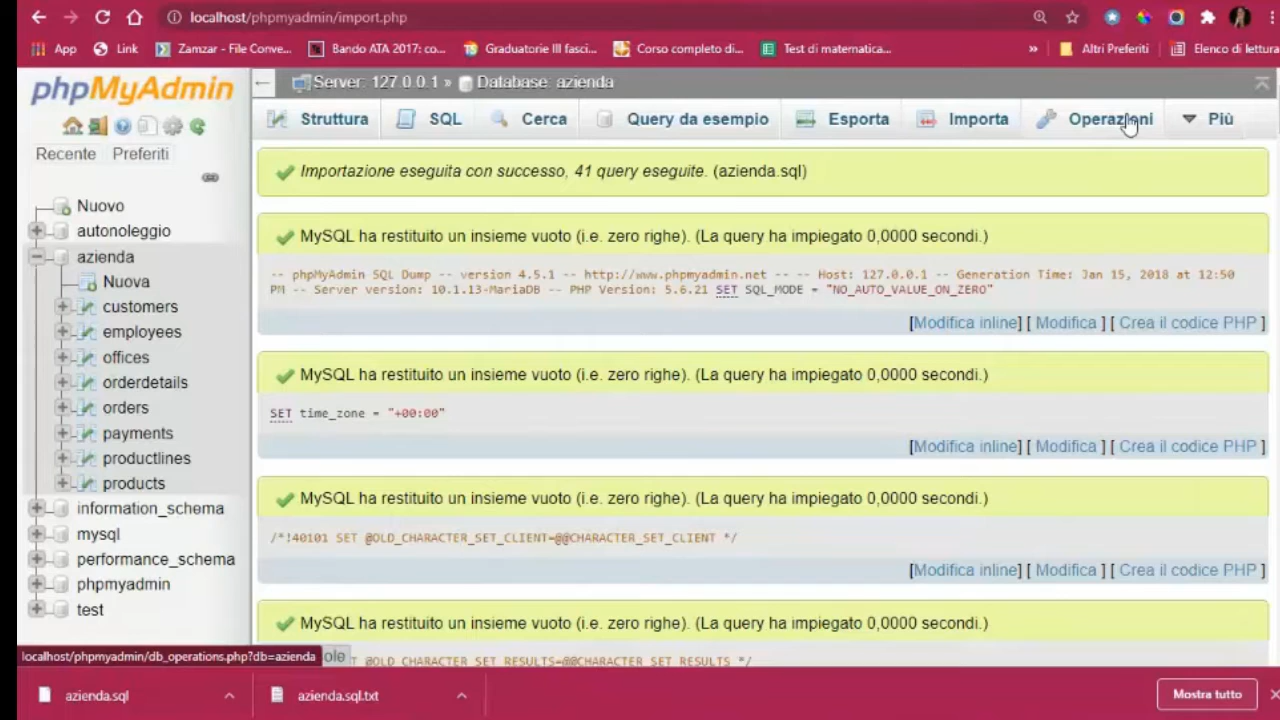 localhost/phpmyadmin/import.php
App Link Zamzar - File Conve... Bando ATA 2017: co... Graduatorie III fasci... Corso completo di... Test di matematica... » Altri Preferiti Elenco di lettura
phpMyAdmin
Recente Preferiti
Nuovo
autonoleggio
azienda
Nuova
customers
employees
offices
orderdetails
orders
payments
productlines
products
information_schema
mysql
performance_schema
phpmyadmin
test
Server: 127.0.0.1 » Database: azienda
Struttura SQL Cerca Query da esempio Esporta Importa Operazioni Più
Importazione eseguita con successo, 41 query eseguite. (azienda.sql)
MySQL ha restituito un insieme vuoto (i.e. zero righe). (La query ha impiegato 0,0000 secondi.)
-- phpMyAdmin SQL Dump -- version 4.5.1 -- http://www.phpmyadmin.net -- -- Host: 127.0.0.1 -- Generation Time: Jan 15, 2018 at 12:50
PM -- Server version: 10.1.13-MariaDB -- PHP Version: 5.6.21 SET SQL_MODE = "NO_AUTO_VALUE_ON_ZERO"
[Modifica inline] [ Modifica ] [ Crea il codice PHP ]
MySQL ha restituito un insieme vuoto (i.e. zero righe). (La query ha impiegato 0,0000 secondi.)
SET time_zone = "+00:00"
[Modifica inline] [ Modifica ] [ Crea il codice PHP ]
MySQL ha restituito un insieme vuoto (i.e. zero righe). (La query ha impiegato 0,0000 secondi.)
/*!40101 SET @OLD_CHARACTER_SET_CLIENT=@@CHARACTER_SET_CLIENT */
[Modifica inline] [ Modifica ] [ Crea il codice PHP ]
MySQL ha restituito un insieme vuoto (i.e. zero righe). (La query ha impiegato 0,0000 secondi.)
T @OLD_CHARACTER_SET_RESULTS=@@CHARACTER_SET_RESULTS */
localhost/phpmyadmin/db_operations.php?db=azienda ole
azienda.sql azienda.sql.txt Mostra tutto